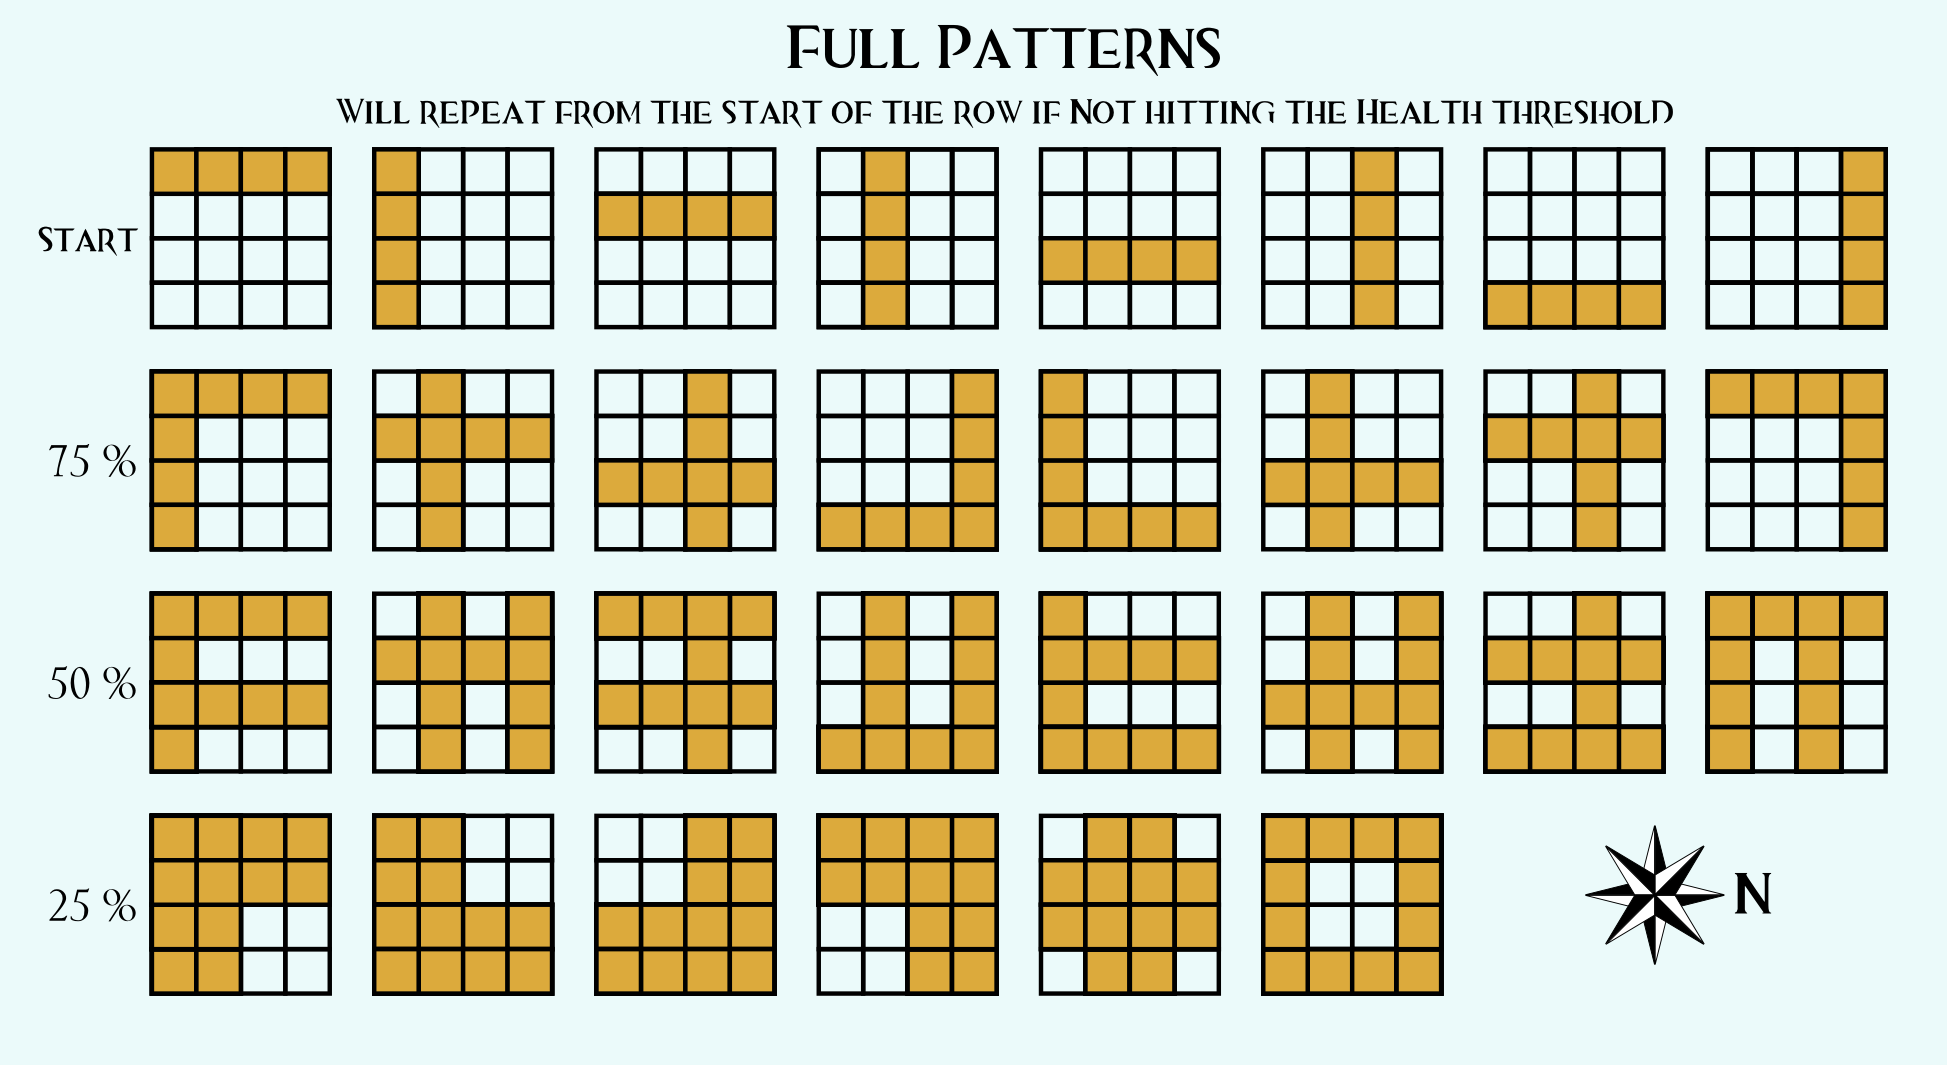 Full Patterns
Will repeat from the start of the row if Not hitting the Health threshold
Start
75 %
50 %
25 %
N